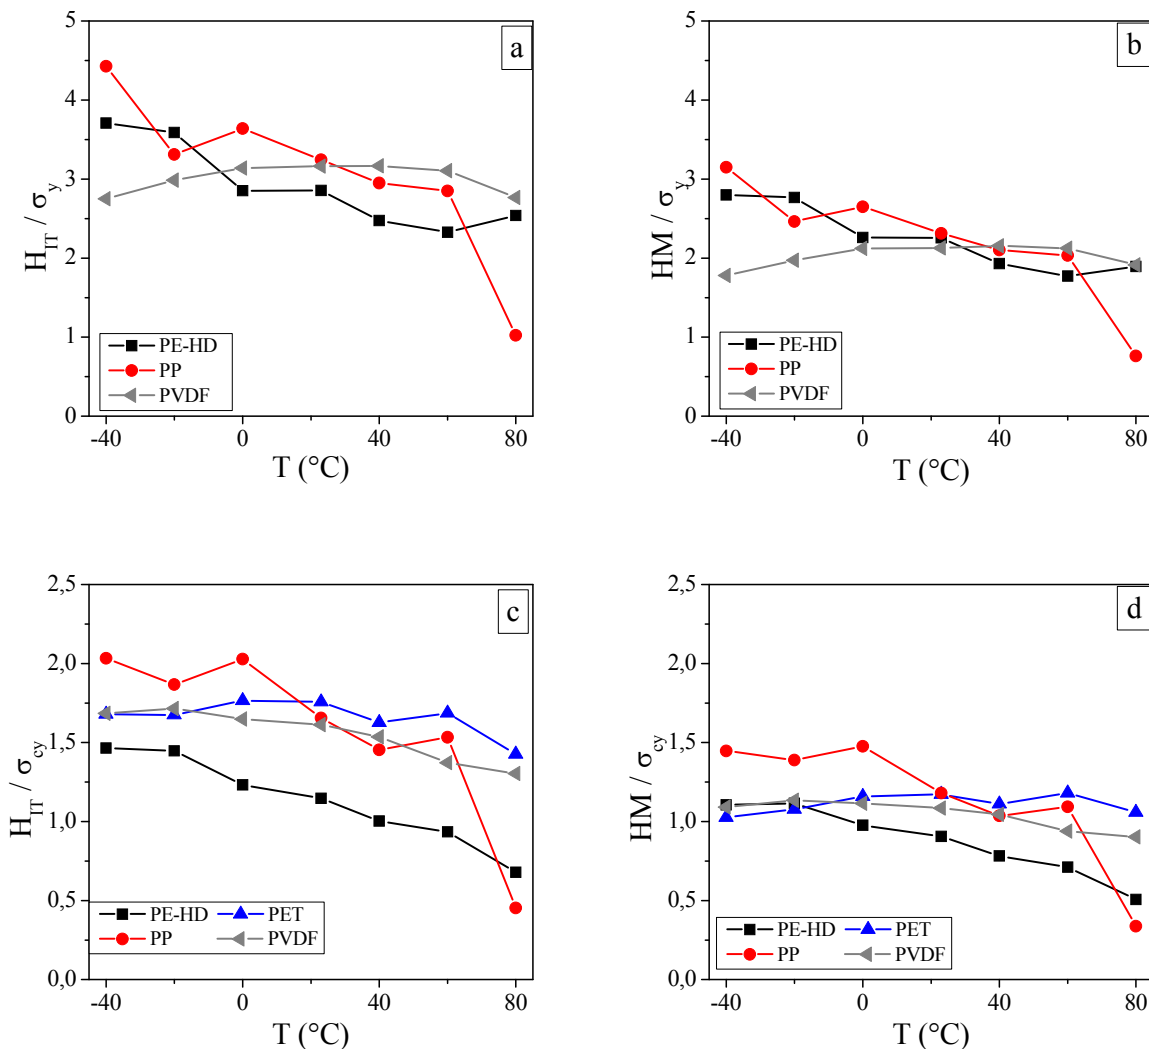 a
5
4
3
2
1
0
H_IT / σ_y
PE-HD
PP
PVDF
-40 0 40 80
T (°C)
b
5
4
3
2
1
0
HM / σ_y
PE-HD
PP
PVDF
-40 0 40 80
T (°C)
c
2,5
2,0
1,5
1,0
0,5
0,0
H_IT / σ_cy
PE-HD PET
PP PVDF
-40 0 40 80
T (°C)
d
2,5
2,0
1,5
1,0
0,5
0,0
HM / σ_cy
PE-HD PET
PP PVDF
-40 0 40 80
T (°C)